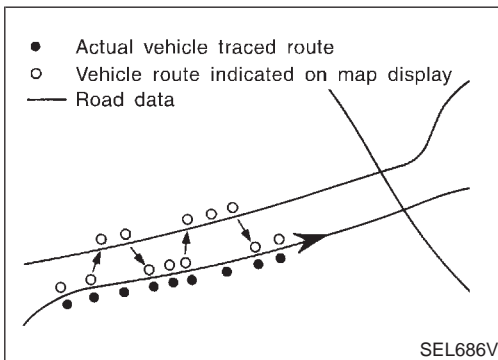 ● Actual vehicle traced route
○ Vehicle route indicated on map display
— Road data
SEL686V